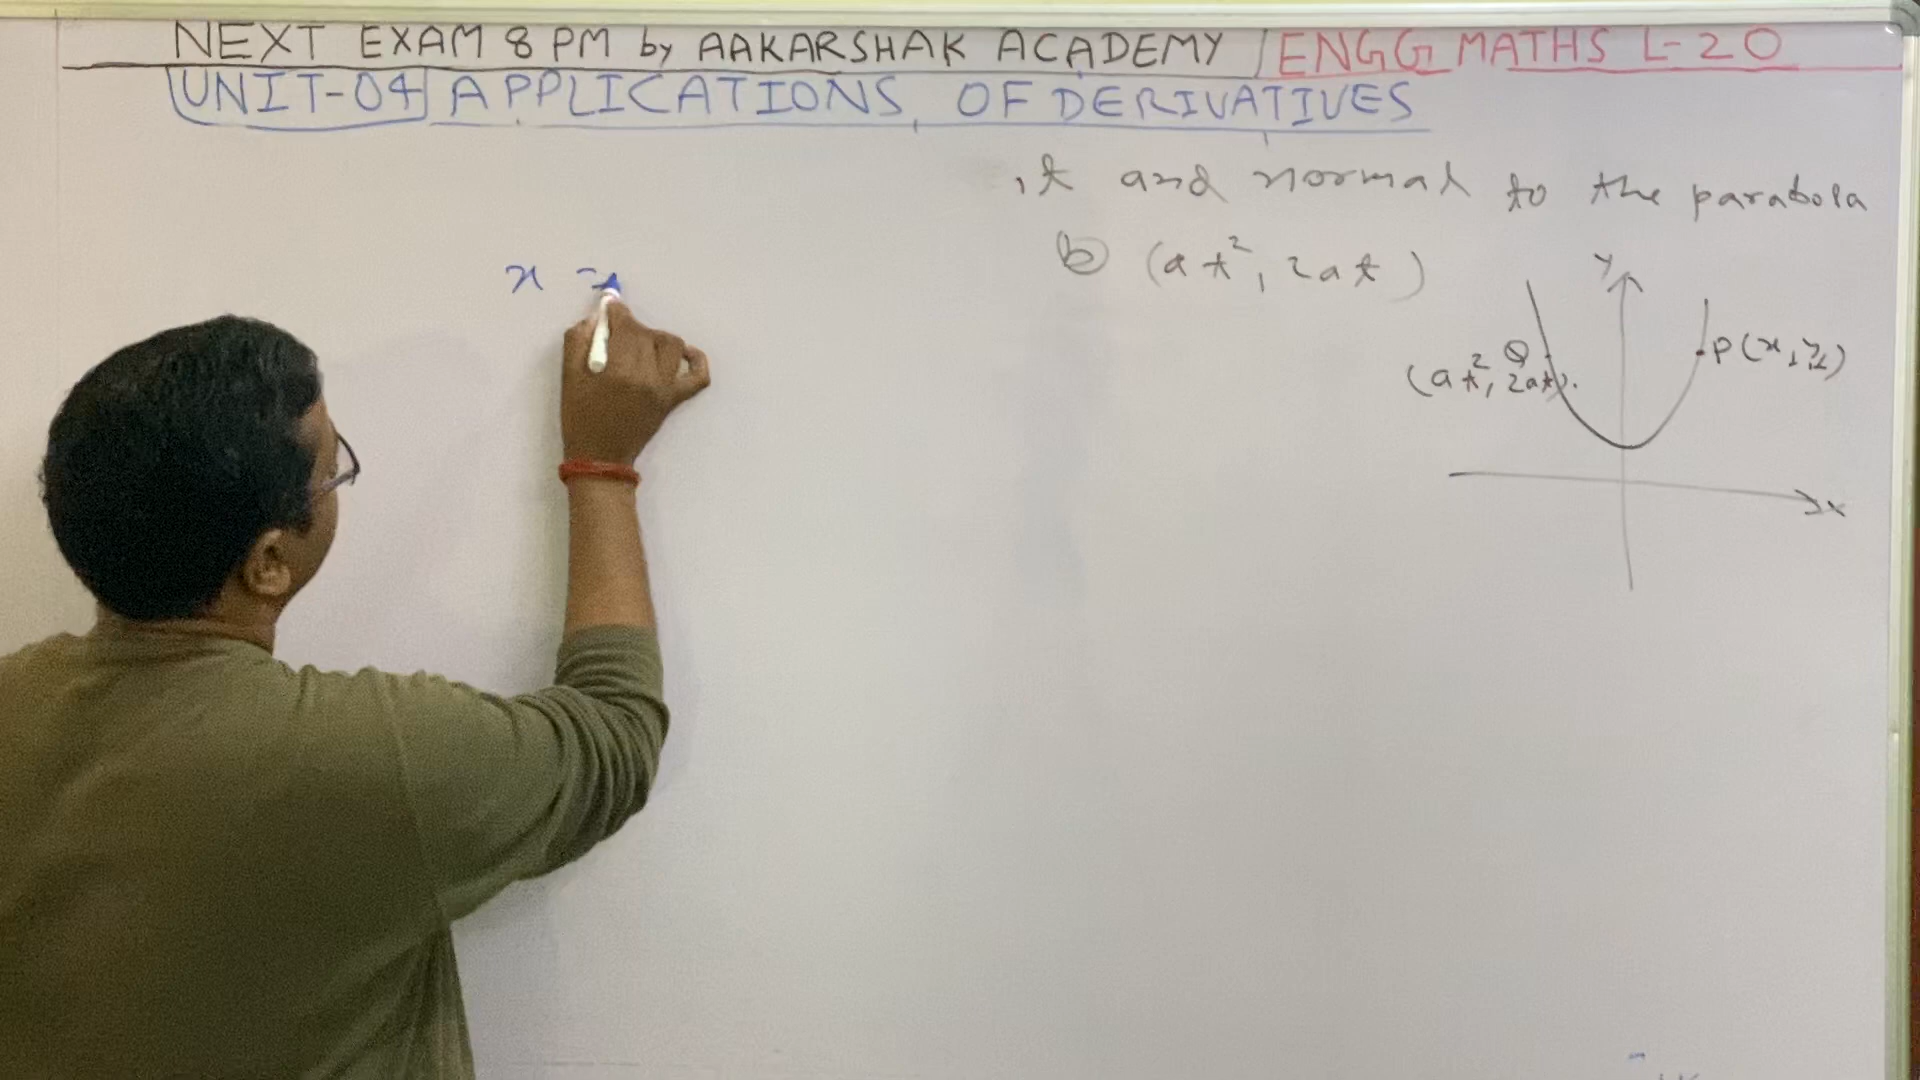 NEXT EXAM 8 PM by AAKARSHAK ACADEMY ENGG MATHS L-20
UNIT-04 APPLICATIONS OF DERIVATIVES
and normal to the parabola
x =
b (at², 2at)
y
Q
P(x₁, y₁)
(at², 2at).
x